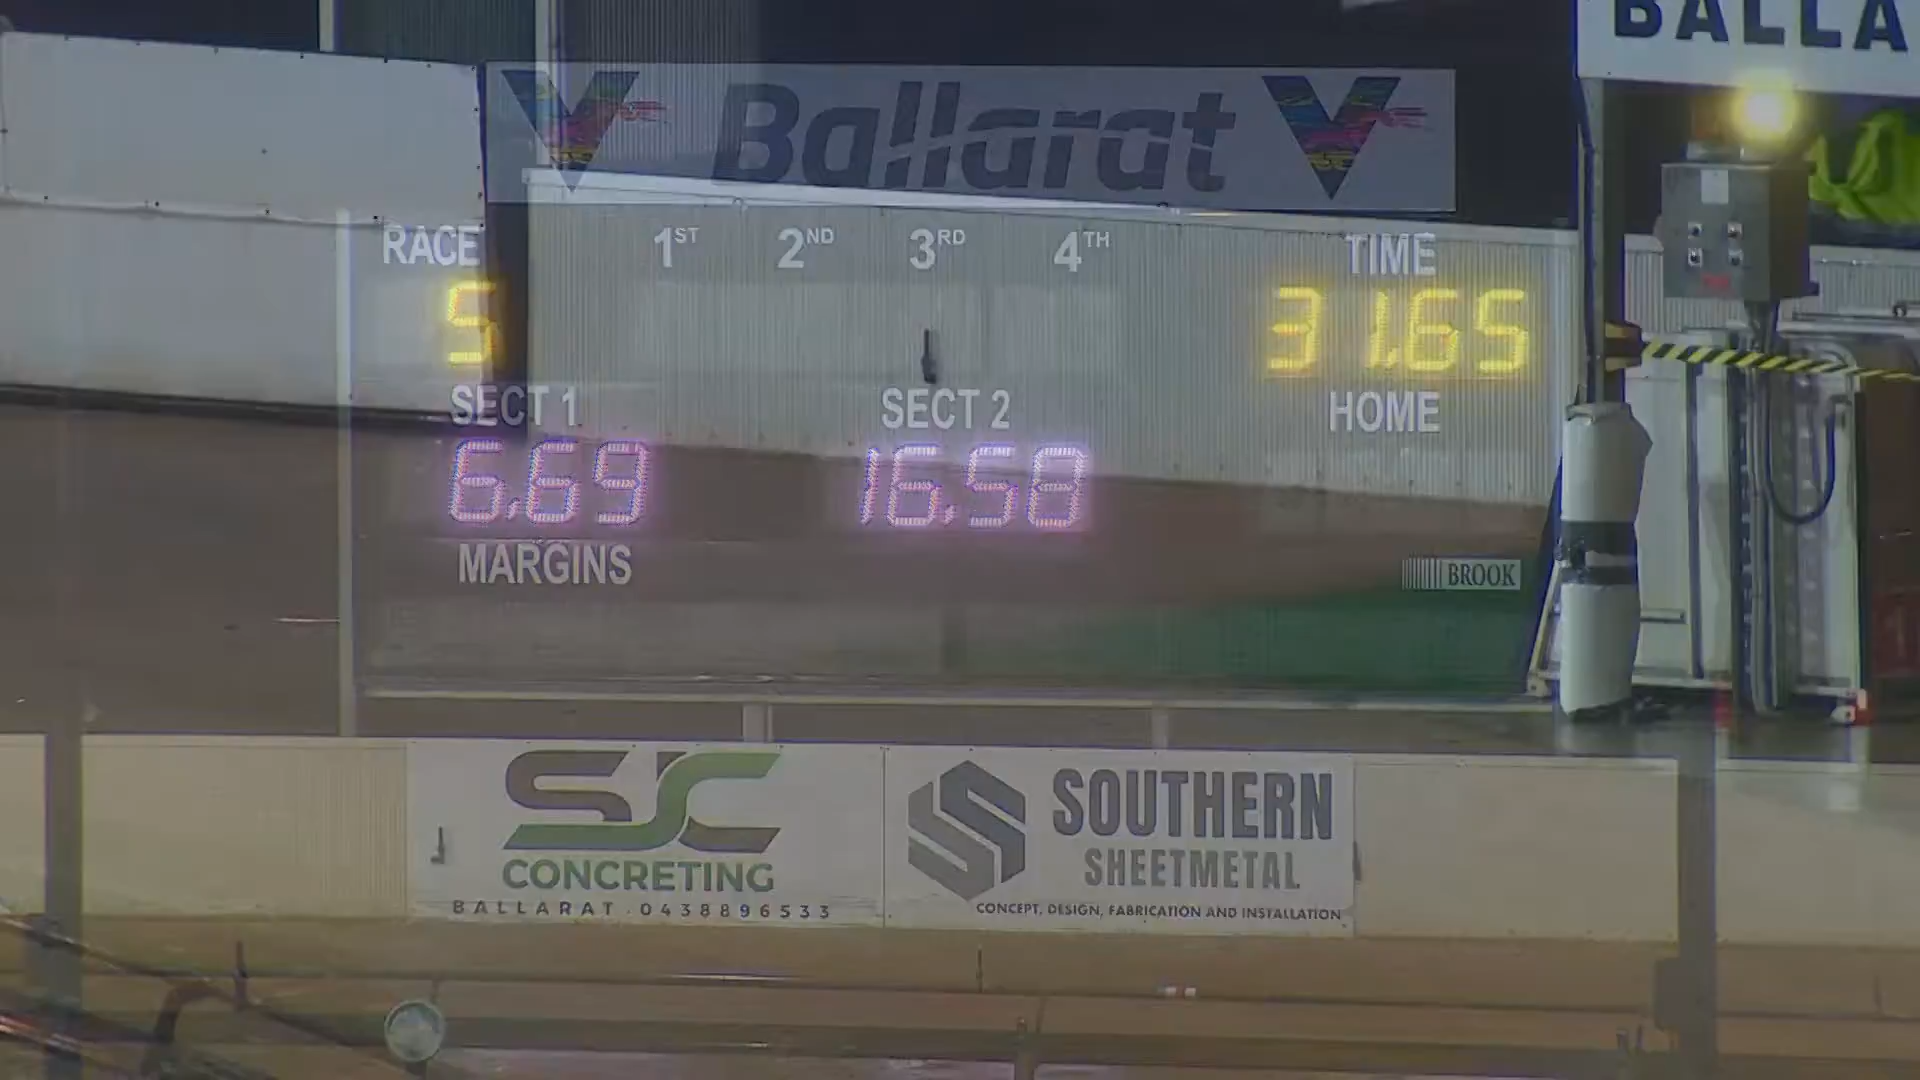 BALLA
Ballarat
RACE 1ST 2ND 3RD 4TH TIME
5 31.65
SECT 1 SECT 2 HOME
6.69 16.58
MARGINS
BROOK
SJC
CONCRETING
BALLARAT . 0438896533
SOUTHERN
SHEETMETAL
CONCEPT, DESIGN, FABRICATION AND INSTALLATION